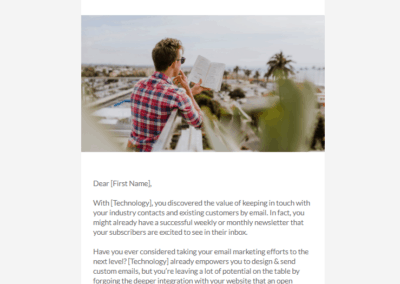 Dear [First Name],
With [Technology], you discovered the value of keeping in touch with
your industry contacts and existing customers by email. In fact, you
might already have a successful weekly or monthly newsletter that
your subscribers are excited to see in their inbox.
Have you ever considered taking your email marketing efforts to the
next level? [Technology] already empowers you to design & send
custom emails, but you're leaving a lot of potential on the table by
forgoing the deeper integration with your website that an open